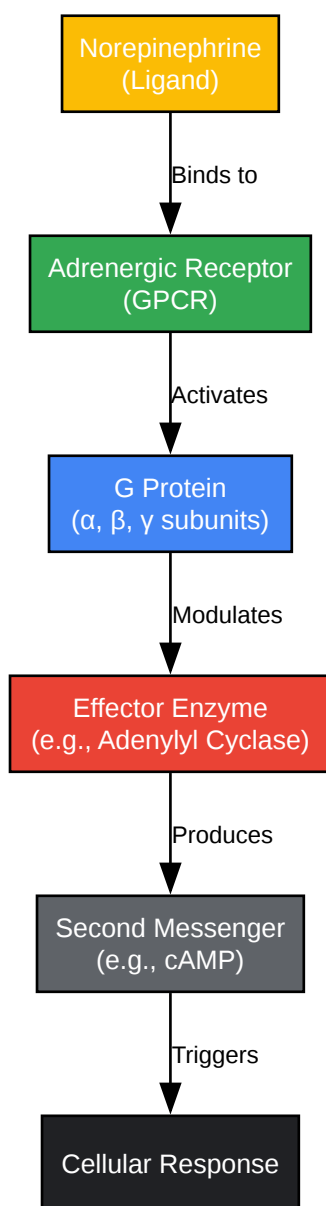 Norepinephrine
(Ligand)
Binds to
Adrenergic Receptor
(GPCR)
Activates
G Protein
(α, β, γ subunits)
Modulates
Effector Enzyme
(e.g., Adenylyl Cyclase)
Produces
Second Messenger
(e.g., cAMP)
Triggers
Cellular Response